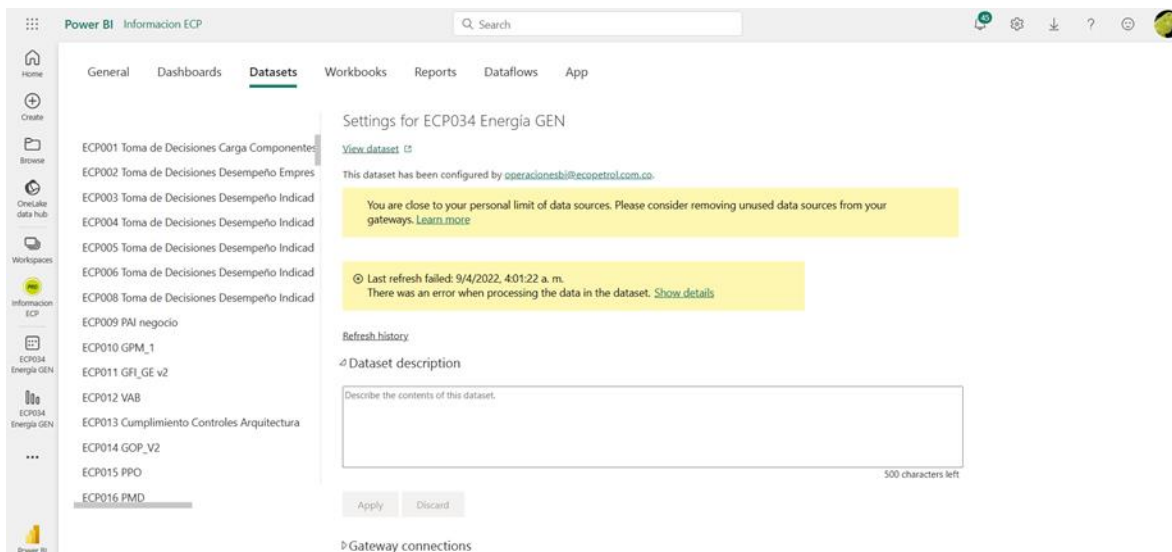 Power BI Informacion ECP
Search
45
?
Home
Create
Browse
OneLake
data hub
Workspaces
PRO
Informacion
ECP
ECP034
Energía GEN
ECP034
Energía GEN
Power BI
General Dashboards Datasets Workbooks Reports Dataflows App
ECP001 Toma de Decisiones Carga Componentes
ECP002 Toma de Decisiones Desempeño Empres
ECP003 Toma de Decisiones Desempeño Indicad
ECP004 Toma de Decisiones Desempeño Indicad
ECP005 Toma de Decisiones Desempeño Indicad
ECP006 Toma de Decisiones Desempeño Indicad
ECP008 Toma de Decisiones Desempeño Indicad
ECP009 PAI negocio
ECP010 GPM_1
ECP011 GFI_GE v2
ECP012 VAB
ECP013 Cumplimiento Controles Arquitectura
ECP014 GOP_V2
ECP015 PPO
ECP016 PMD
Settings for ECP034 Energía GEN
View dataset
This dataset has been configured by operacionesbi@ecopetrol.com.co.
You are close to your personal limit of data sources. Please consider removing unused data sources from your
gateways. Learn more
Last refresh failed: 9/4/2022, 4:01:22 a. m.
There was an error when processing the data in the dataset. Show details
Refresh history
Dataset description
Describe the contents of this dataset.
500 characters left
Apply Discard
Gateway connections